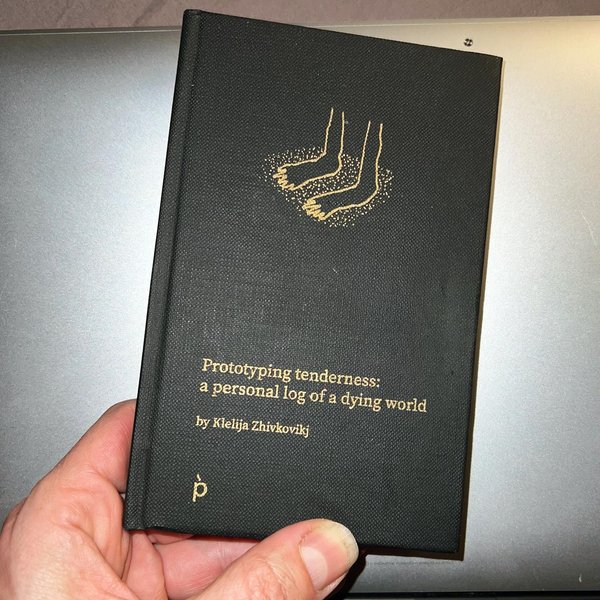 Prototyping tenderness:
a personal log of a dying world
by Klelija Zhivkovikj
p̀